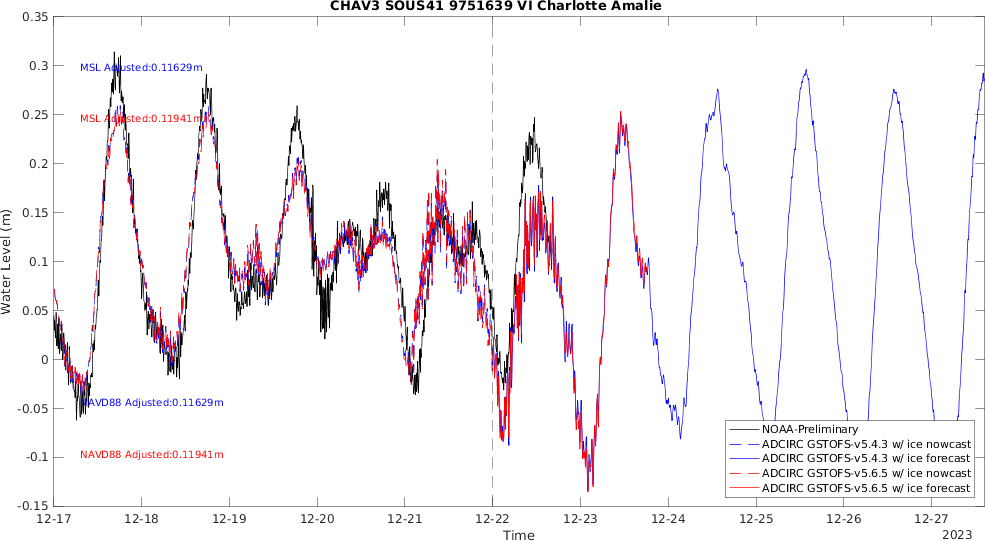 CHAV3 SOUS41 9751639 VI Charlotte Amalie
0.35
0.3
0.25
0.2
0.15
0.1
0.05
0
-0.05
-0.1
-0.15
Water Level (m)
MSL Adjusted:0.11629m
MSL Adjusted:0.11941m
NAVD88 Adjusted:0.11629m
NAVD88 Adjusted:0.11941m
NOAA-Preliminary
ADCIRC GSTOFS-v5.4.3 w/ ice nowcast
ADCIRC GSTOFS-v5.4.3 w/ ice forecast
ADCIRC GSTOFS-v5.6.5 w/ ice nowcast
ADCIRC GSTOFS-v5.6.5 w/ ice forecast
12-17 12-18 12-19 12-20 12-21 12-22 12-23 12-24 12-25 12-26 12-27
Time
2023